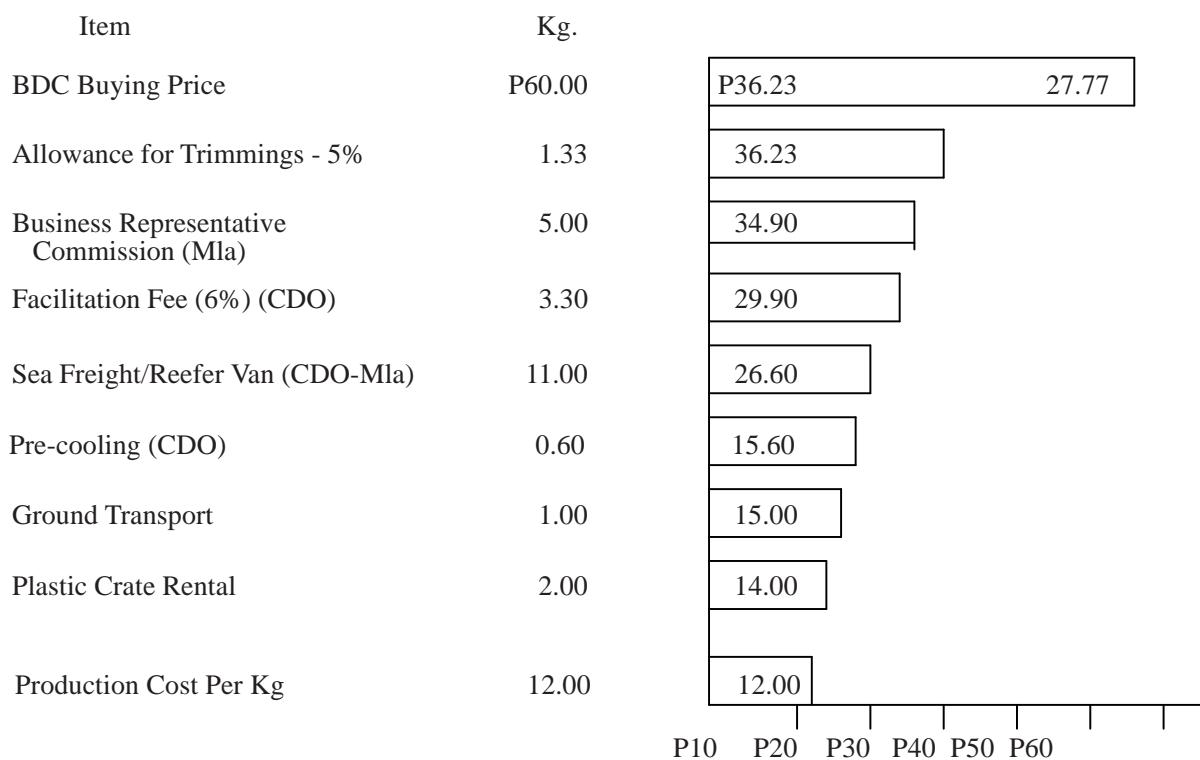 Item Kg.
BDC Buying Price P60.00 P36.23 27.77
Allowance for Trimmings - 5% 1.33 36.23
Business Representative 5.00 34.90
Commission (Mla)
Facilitation Fee (6%) (CDO) 3.30 29.90
Sea Freight/Reefer Van (CDO-Mla) 11.00 26.60
Pre-cooling (CDO) 0.60 15.60
Ground Transport 1.00 15.00
Plastic Crate Rental 2.00 14.00
Production Cost Per Kg 12.00 12.00
P10 P20 P30 P40 P50 P60